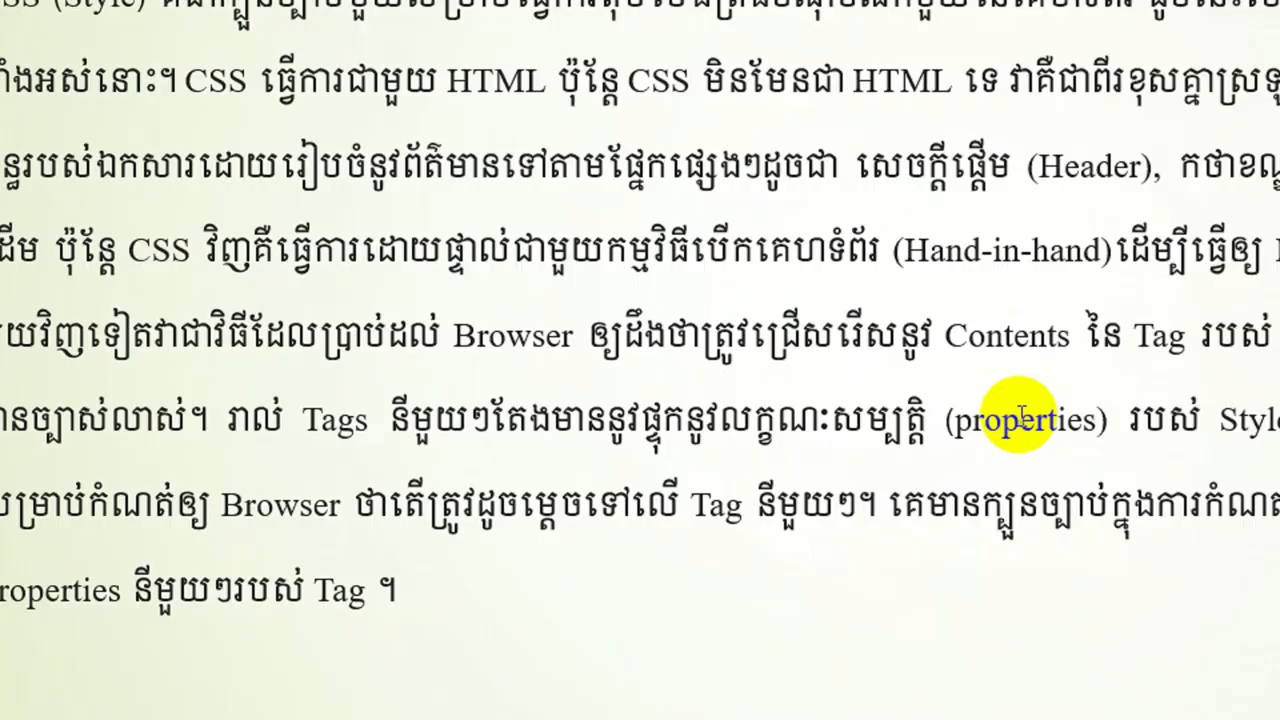 (Style)
ទាំងអស់នោះ។ CSS ធ្វើការជាមួយ HTML ប៉ុន្តែ CSS មិនមែនជា HTML ទេ វាគឺជាពីរខុសគ្នាស្រ
របស់ឯកសារដោយរៀបចំនូវព័ត៌មានទៅតាមផ្នែកផ្សេងៗដូចជា សេចក្តីផ្តើម (Header), កថាខណ្ឌ
ដើម ប៉ុន្តែ CSS វិញគឺធ្វើការដោយផ្ទាល់ជាមួយកម្មវិធីបើកគេហទំព័រ (Hand-in-hand)ដើម្បីធ្វើឲ្យ
យវិញទៀតវាជាវិធីដែលប្រាប់ដល់ Browser ឲ្យដឹងថាត្រូវជ្រើសរើសនូវ Contents នៃ Tag របស់
ានច្បាស់លាស់។ រាល់ Tags នីមួយៗតែងមាននូវផ្ទុកនូវលក្ខណៈសម្បត្តិ (properties) របស់ Style
សម្រាប់កំណត់ឲ្យ Browser ថាតើត្រូវដូចម្តេចទៅលើ Tag នីមួយៗ។ គេមានក្បួនច្បាប់ក្នុងការកំណត
roperties នីមួយៗរបស់ Tag ។